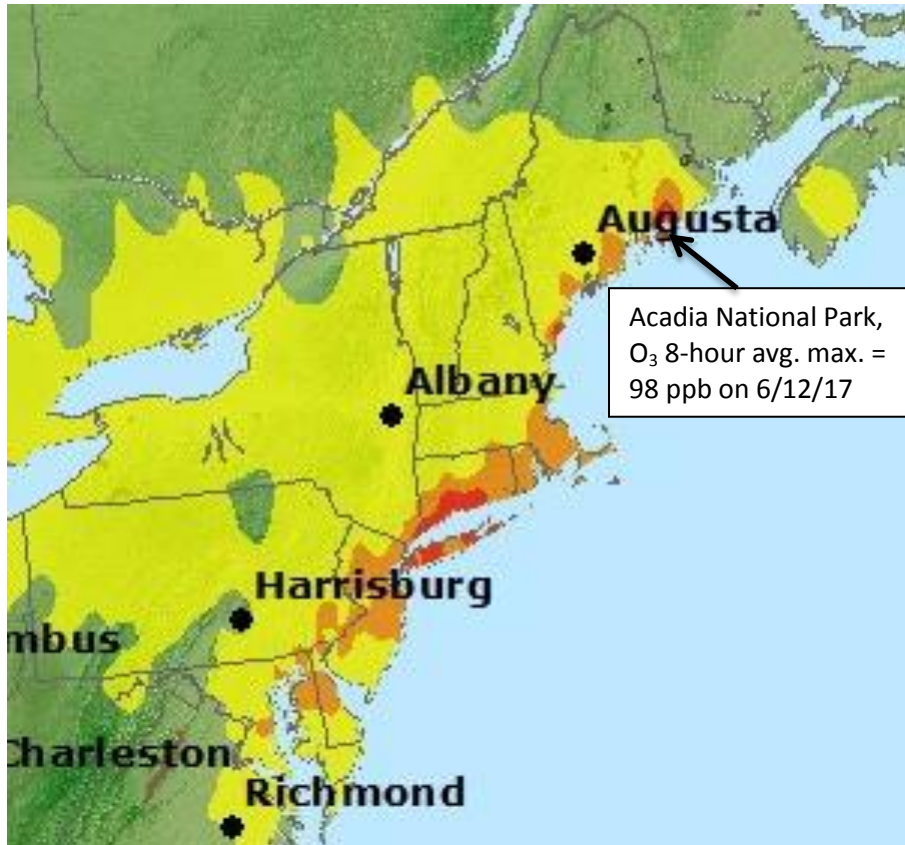 Augusta
Acadia National Park,
O₃ 8-hour avg. max. =
98 ppb on 6/12/17
Albany
Harrisburg
mbus
Charleston
Richmond